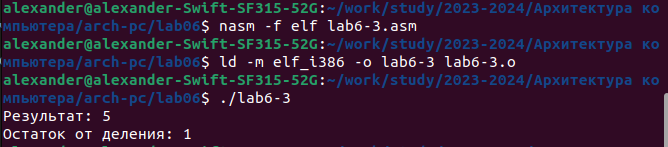 alexander@alexander-Swift-SF315-52G:~/work/study/2023-2024/Архитектура ко
мпьютера/arch-pc/lab06$ nasm -f elf lab6-3.asm
alexander@alexander-Swift-SF315-52G:~/work/study/2023-2024/Архитектура ко
мпьютера/arch-pc/lab06$ ld -m elf_i386 -o lab6-3 lab6-3.o
alexander@alexander-Swift-SF315-52G:~/work/study/2023-2024/Архитектура ко
мпьютера/arch-pc/lab06$ ./lab6-3
Результат: 5
Остаток от деления: 1